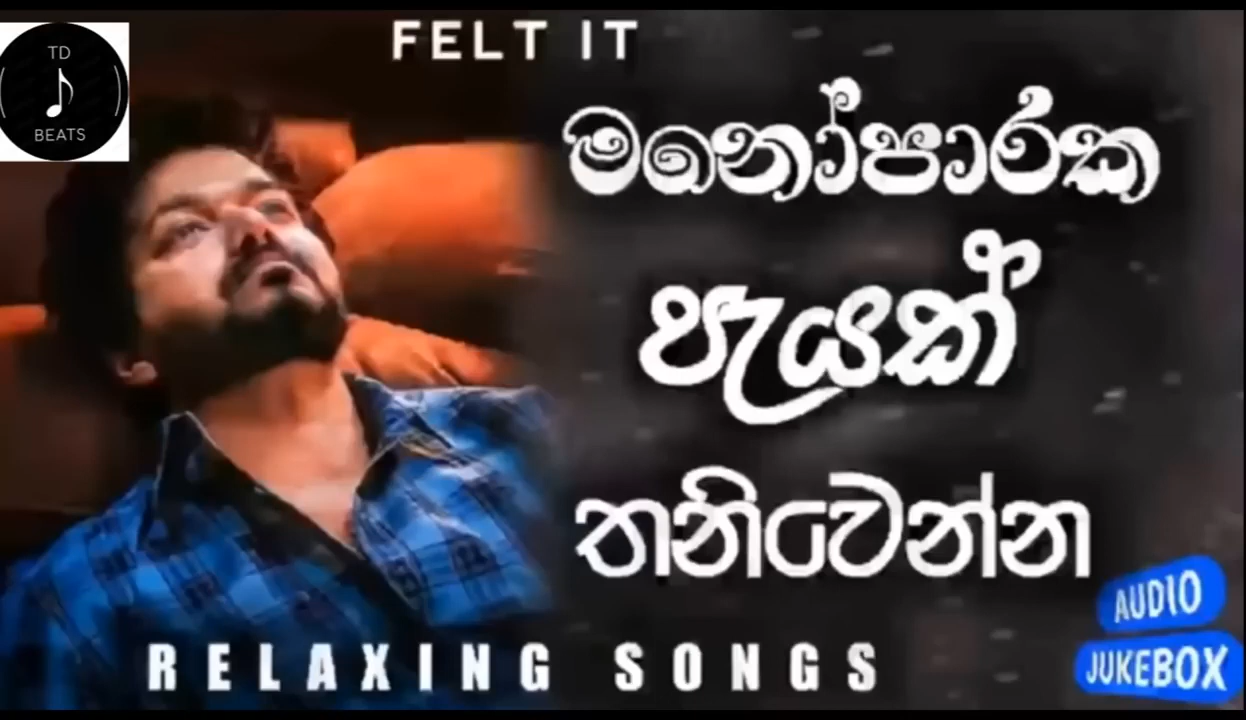 TD
BEATS
FELT IT
මනෝපාරක
පැයක්
තනිවෙන්න
AUDIO
JUKEBOX
RELAXING SONGS